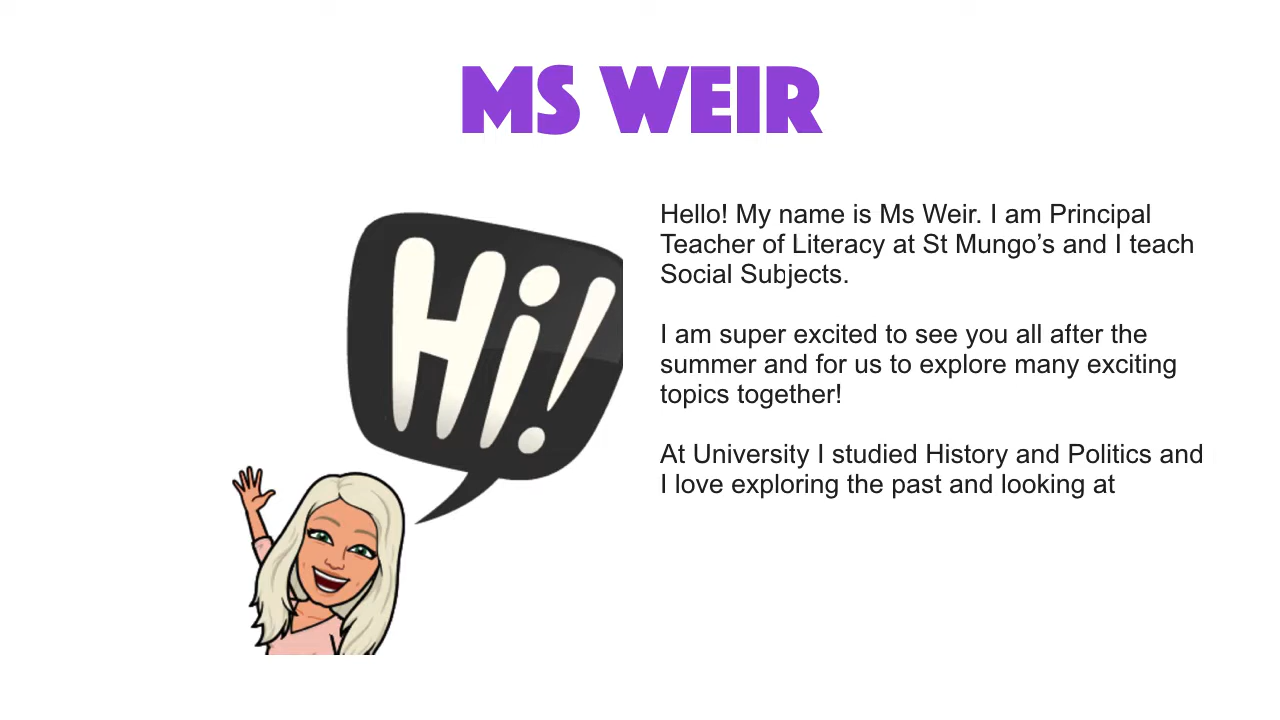 MS WEIR
Hi!
Hello! My name is Ms Weir. I am Principal
Teacher of Literacy at St Mungo’s and I teach
Social Subjects.
I am super excited to see you all after the
summer and for us to explore many exciting
topics together!
At University I studied History and Politics and
I love exploring the past and looking at